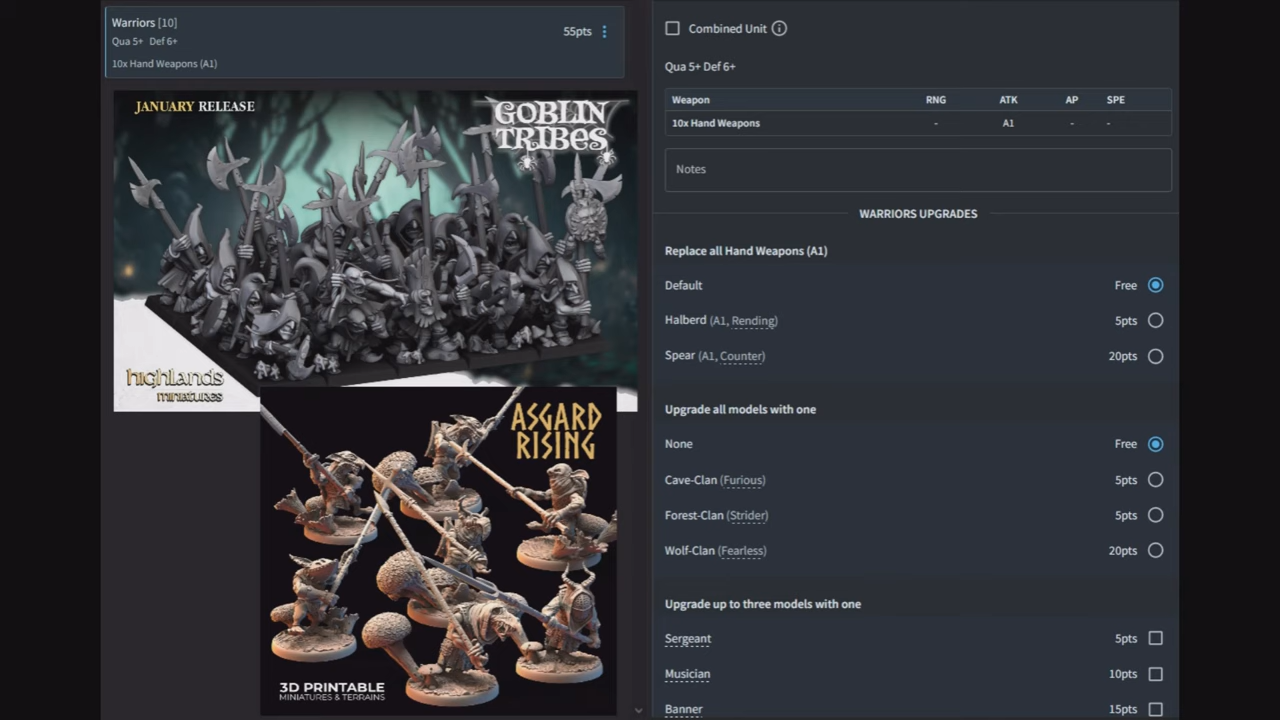 Warriors [10]
Qua 5+ Def 6+
55pts
10x Hand Weapons (A1)
JANUARY RELEASE
GOBLIN
TRIBES
highlands
miniatures
ASGARD
RISING
3D PRINTABLE
MINIATURES & TERRAINS
Combined Unit
Qua 5+ Def 6+
Weapon RNG ATK AP SPE
10x Hand Weapons - A1 - -
Notes
WARRIORS UPGRADES
Replace all Hand Weapons (A1)
Default Free
Halberd (A1, Rending) 5pts
Spear (A1, Counter) 20pts
Upgrade all models with one
None Free
Cave-Clan (Furious) 5pts
Forest-Clan (Strider) 5pts
Wolf-Clan (Fearless) 20pts
Upgrade up to three models with one
Sergeant 5pts
Musician 10pts
Banner 15pts